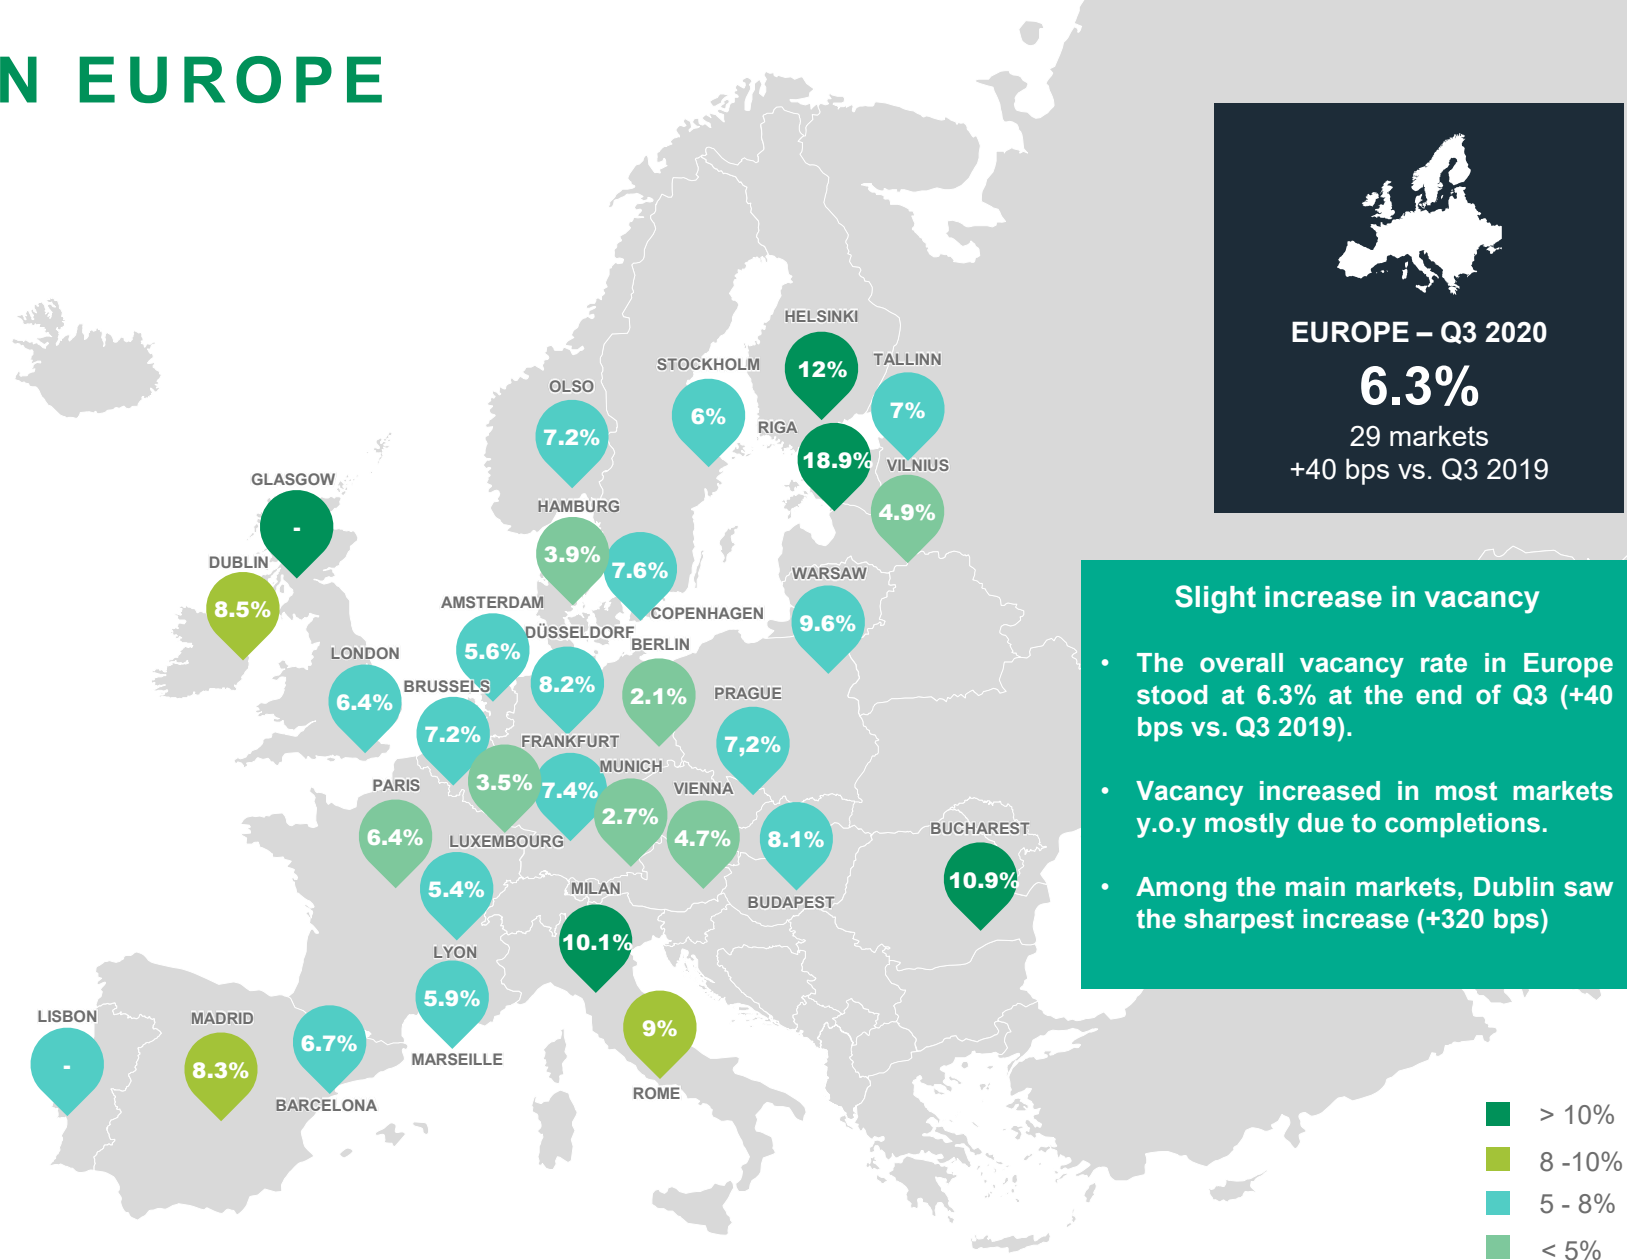 N EUROPE
EUROPE – Q3 2020
6.3%
29 markets
+40 bps vs. Q3 2019
HELSINKI
12%
STOCKHOLM
6%
TALLINN
7%
OLSO
7.2%
RIGA
18.9%
VILNIUS
4.9%
GLASGOW
-
HAMBURG
3.9%
7.6%
COPENHAGEN
DUBLIN
8.5%
WARSAW
9.6%
AMSTERDAM
5.6%
DÜSSELDORF
8.2%
BERLIN
2.1%
LONDON
6.4%
BRUSSELS
7.2%
PRAGUE
7,2%
FRANKFURT
7.4%
3.5%
LUXEMBOURG
MUNICH
2.7%
VIENNA
4.7%
PARIS
6.4%
8.1%
BUDAPEST
BUCHAREST
10.9%
5.4%
LYON
MILAN
10.1%
5.9%
MARSEILLE
9%
ROME
LISBON
-
MADRID
8.3%
6.7%
BARCELONA
Slight increase in vacancy
• The overall vacancy rate in Europe
stood at 6.3% at the end of Q3 (+40
bps vs. Q3 2019).
• Vacancy increased in most markets
y.o.y mostly due to completions.
• Among the main markets, Dublin saw
the sharpest increase (+320 bps)
> 10%
8 -10%
5 - 8%
< 5%